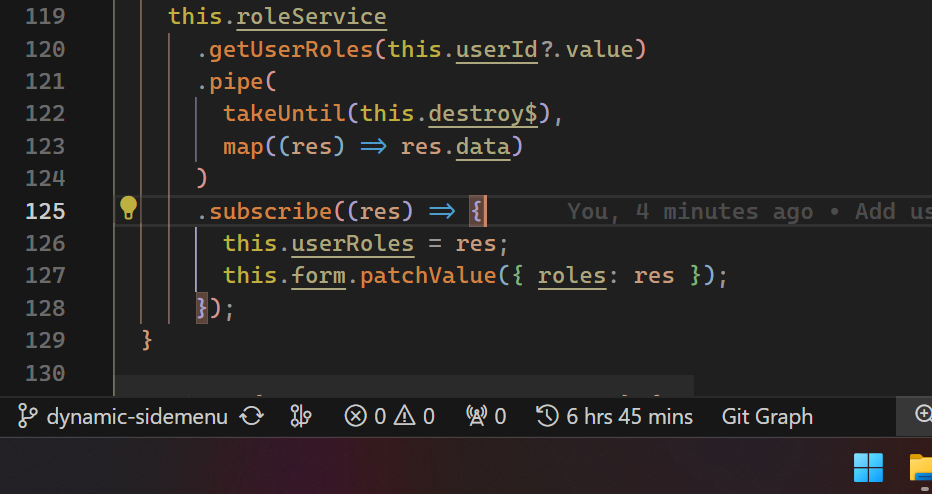 119 this.roleService
120 .getUserRoles(this.userId?.value)
121 .pipe(
122 takeUntil(this.destroy$),
123 map((res) => res.data)
124 )
125 .subscribe((res) => { You, 4 minutes ago • Add us
126 this.userRoles = res;
127 this.form.patchValue({ roles: res });
128 });
129 }
130
dynamic-sidemenu 0 0 0 6 hrs 45 mins Git Graph